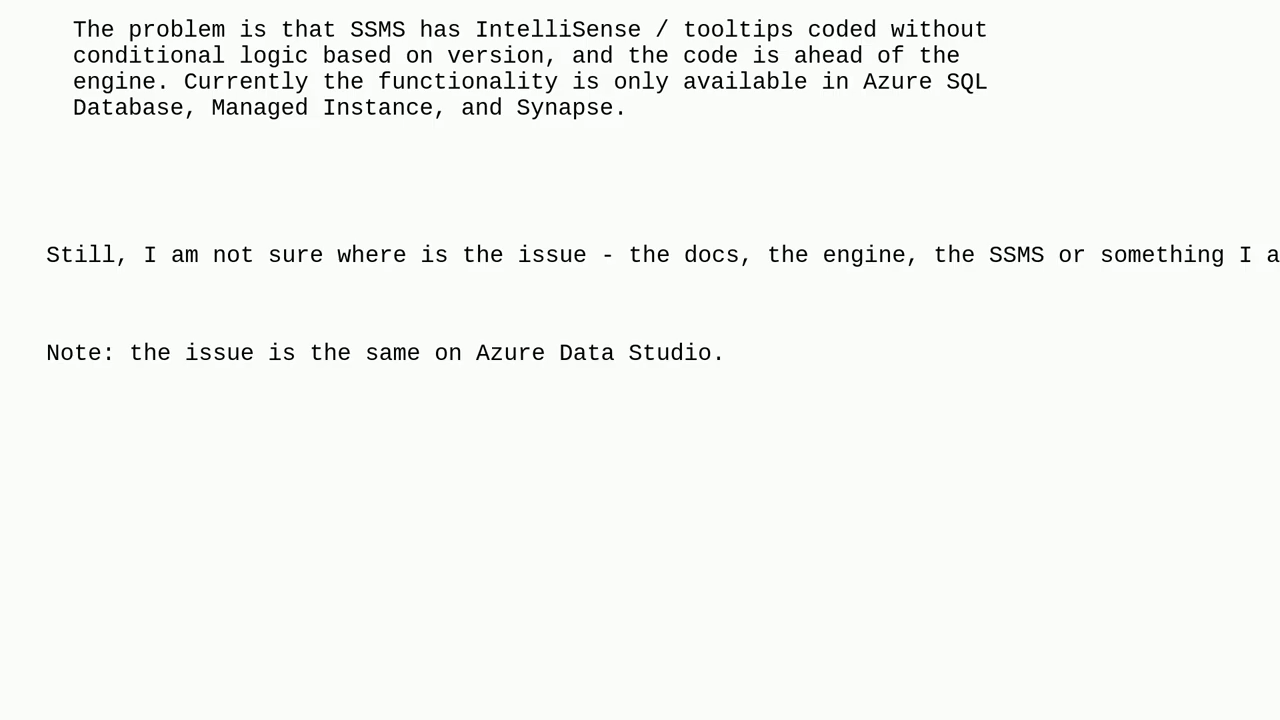 The problem is that SSMS has IntelliSense / tooltips coded without
conditional logic based on version, and the code is ahead of the
engine. Currently the functionality is only available in Azure SQL
Database, Managed Instance, and Synapse.
Still, I am not sure where is the issue - the docs, the engine, the SSMS or something I
Note: the issue is the same on Azure Data Studio.